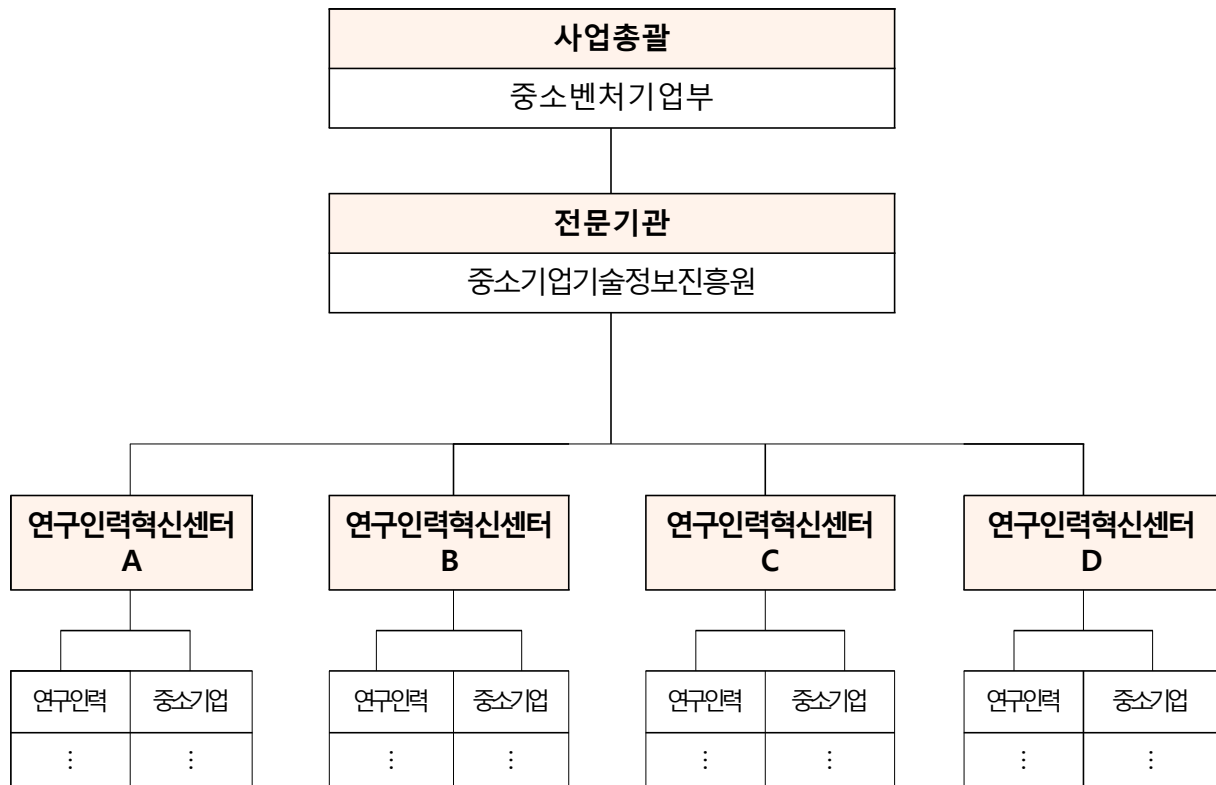 사업총괄
중소벤처기업부
전문기관
중소기업기술정보진흥원
연구인력혁신센터
A
연구인력혁신센터
B
연구인력혁신센터
C
연구인력혁신센터
D
연구인력 중소기업 연구인력 중소기업 연구인력 중소기업 연구인력 중소기업
⋮ ⋮ ⋮ ⋮ ⋮ ⋮ ⋮ ⋮